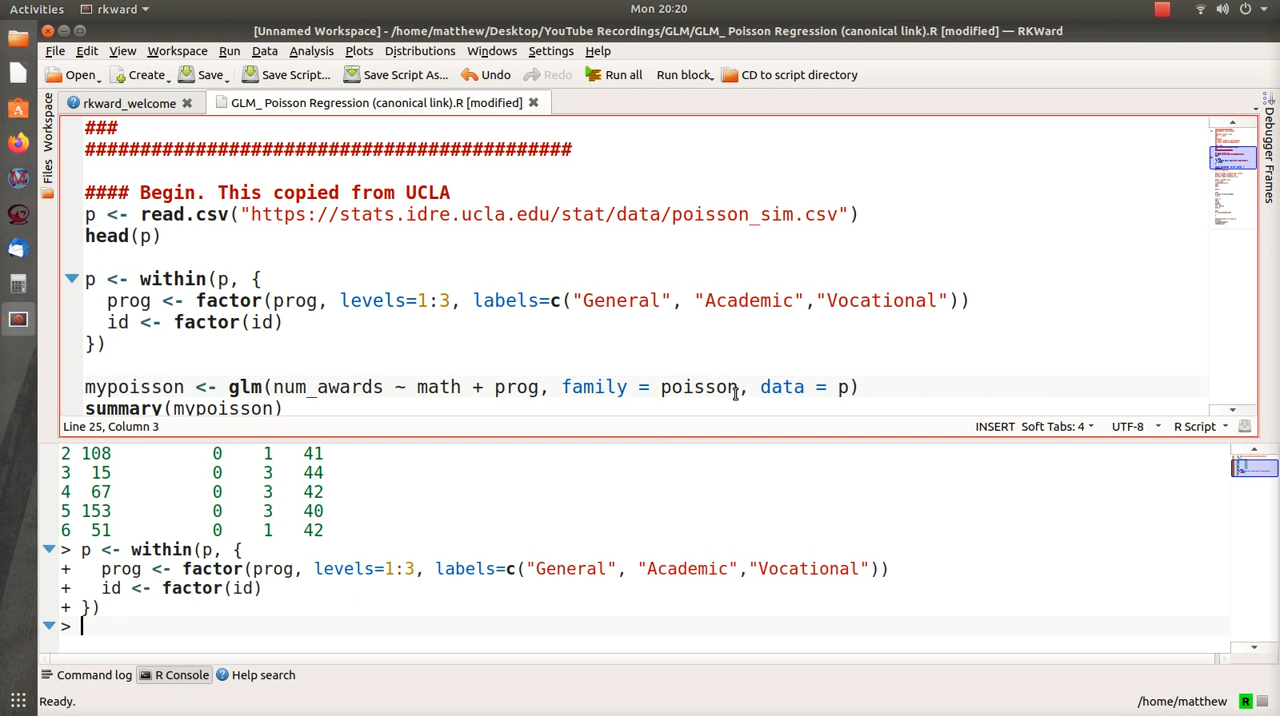 Activities rkward Mon 20:20
[Unnamed Workspace] - /home/matthew/Desktop/YouTube Recordings/GLM/GLM_ Poisson Regression (canonical link).R [modified] — RKWard
File Edit View Workspace Run Data Analysis Plots Distributions Windows Settings Help
Open Create Save Save Script... Save Script As... Undo Redo Run all Run block CD to script directory
rkward_welcome GLM_ Poisson Regression (canonical link).R [modified]
Workspace
Files
Debugger Frames
###
############################################
#### Begin. This copied from UCLA
p <- read.csv("https://stats.idre.ucla.edu/stat/data/poisson_sim.csv")
head(p)
p <- within(p, {
  prog <- factor(prog, levels=1:3, labels=c("General", "Academic","Vocational"))
  id <- factor(id)
})
mypoisson <- glm(num_awards ~ math + prog, family = poisson, data = p)
summary(mypoisson)
Line 25, Column 3 INSERT Soft Tabs: 4 UTF-8 R Script
2 108 0 1 41
3 15 0 3 44
4 67 0 3 42
5 153 0 3 40
6 51 0 1 42
> p <- within(p, {
+   prog <- factor(prog, levels=1:3, labels=c("General", "Academic","Vocational"))
+   id <- factor(id)
+ })
>
Command log R Console Help search
Ready. /home/matthew R